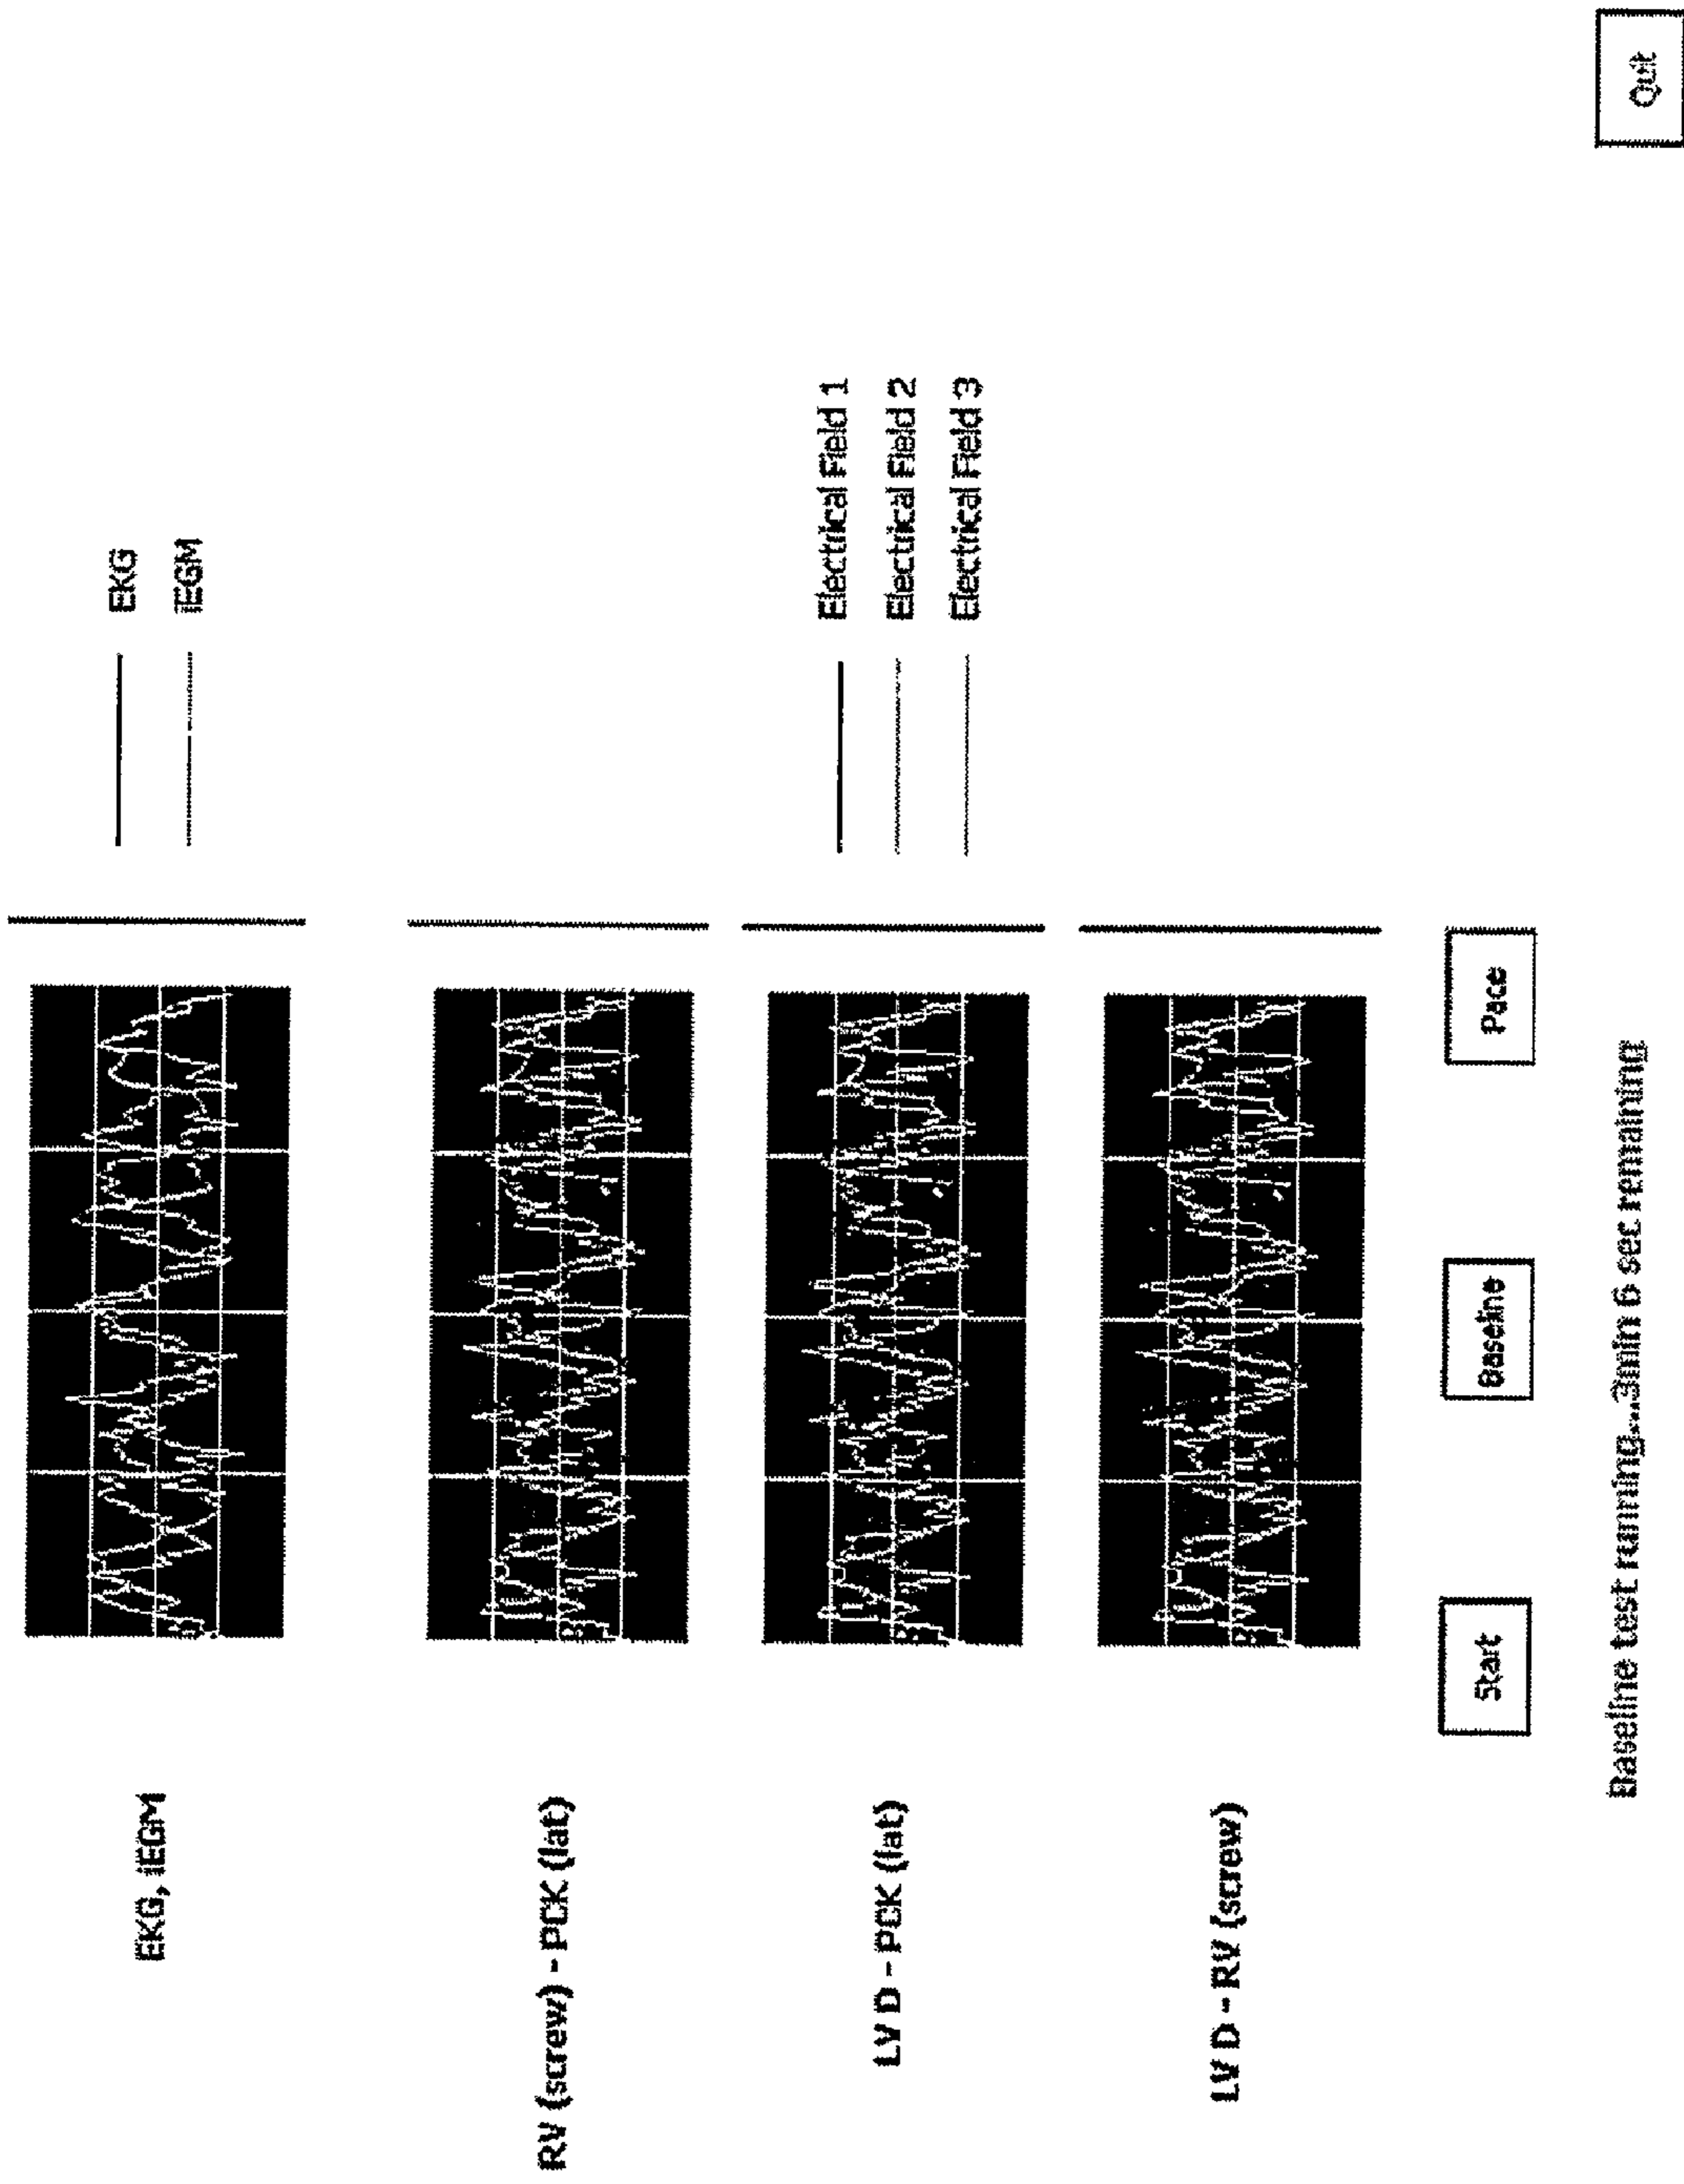 EKG, iEGM
EKG
iEGM
RV (screw) - PCK (lat)
LV D - PCK (lat)
Electrical Field 1
Electrical Field 2
Electrical Field 3
LV D - RV (screw)
Start
Baseline
Pace
Baseline test running...3min 6 sec remaining
Quit